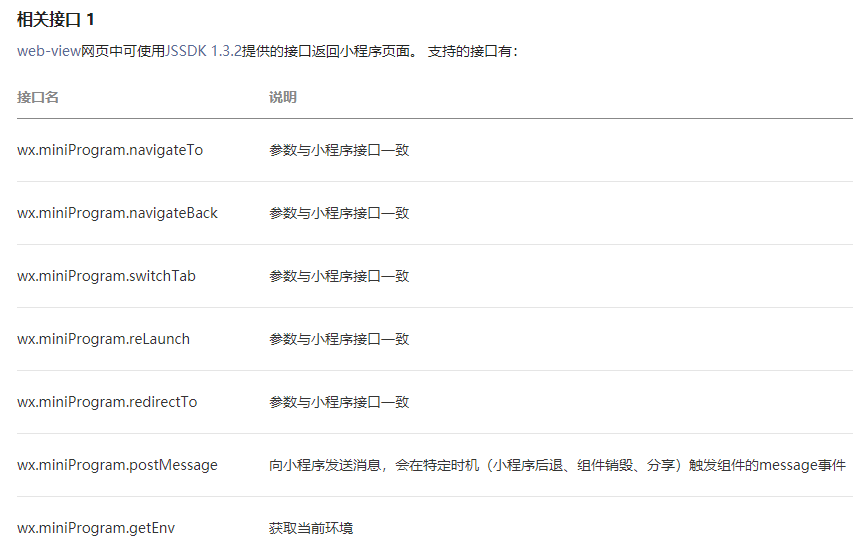 相关接口 1
web-view网页中可使用JSSDK 1.3.2提供的接口返回小程序页面。 支持的接口有：
接口名 说明
wx.miniProgram.navigateTo 参数与小程序接口一致
wx.miniProgram.navigateBack 参数与小程序接口一致
wx.miniProgram.switchTab 参数与小程序接口一致
wx.miniProgram.reLaunch 参数与小程序接口一致
wx.miniProgram.redirectTo 参数与小程序接口一致
wx.miniProgram.postMessage 向小程序发送消息，会在特定时机（小程序后退、组件销毁、分享）触发组件的message事件
wx.miniProgram.getEnv 获取当前环境